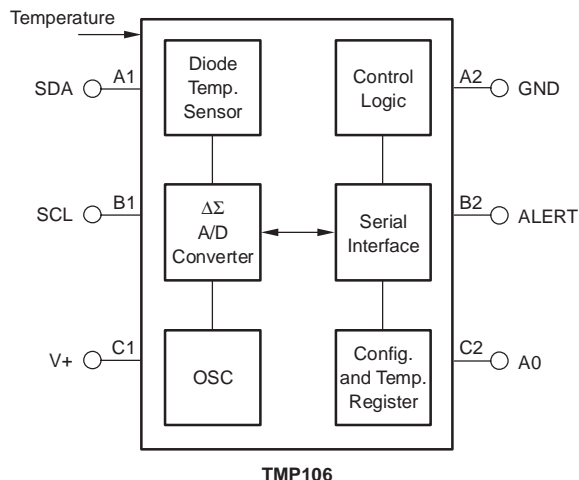 Temperature
SDA
A1
Diode
Temp.
Sensor
Control
Logic
A2
GND
SCL
B1
ΔΣ
A/D
Converter
Serial
Interface
B2
ALERT
V+
C1
OSC
Config.
and Temp.
Register
C2
A0
TMP106